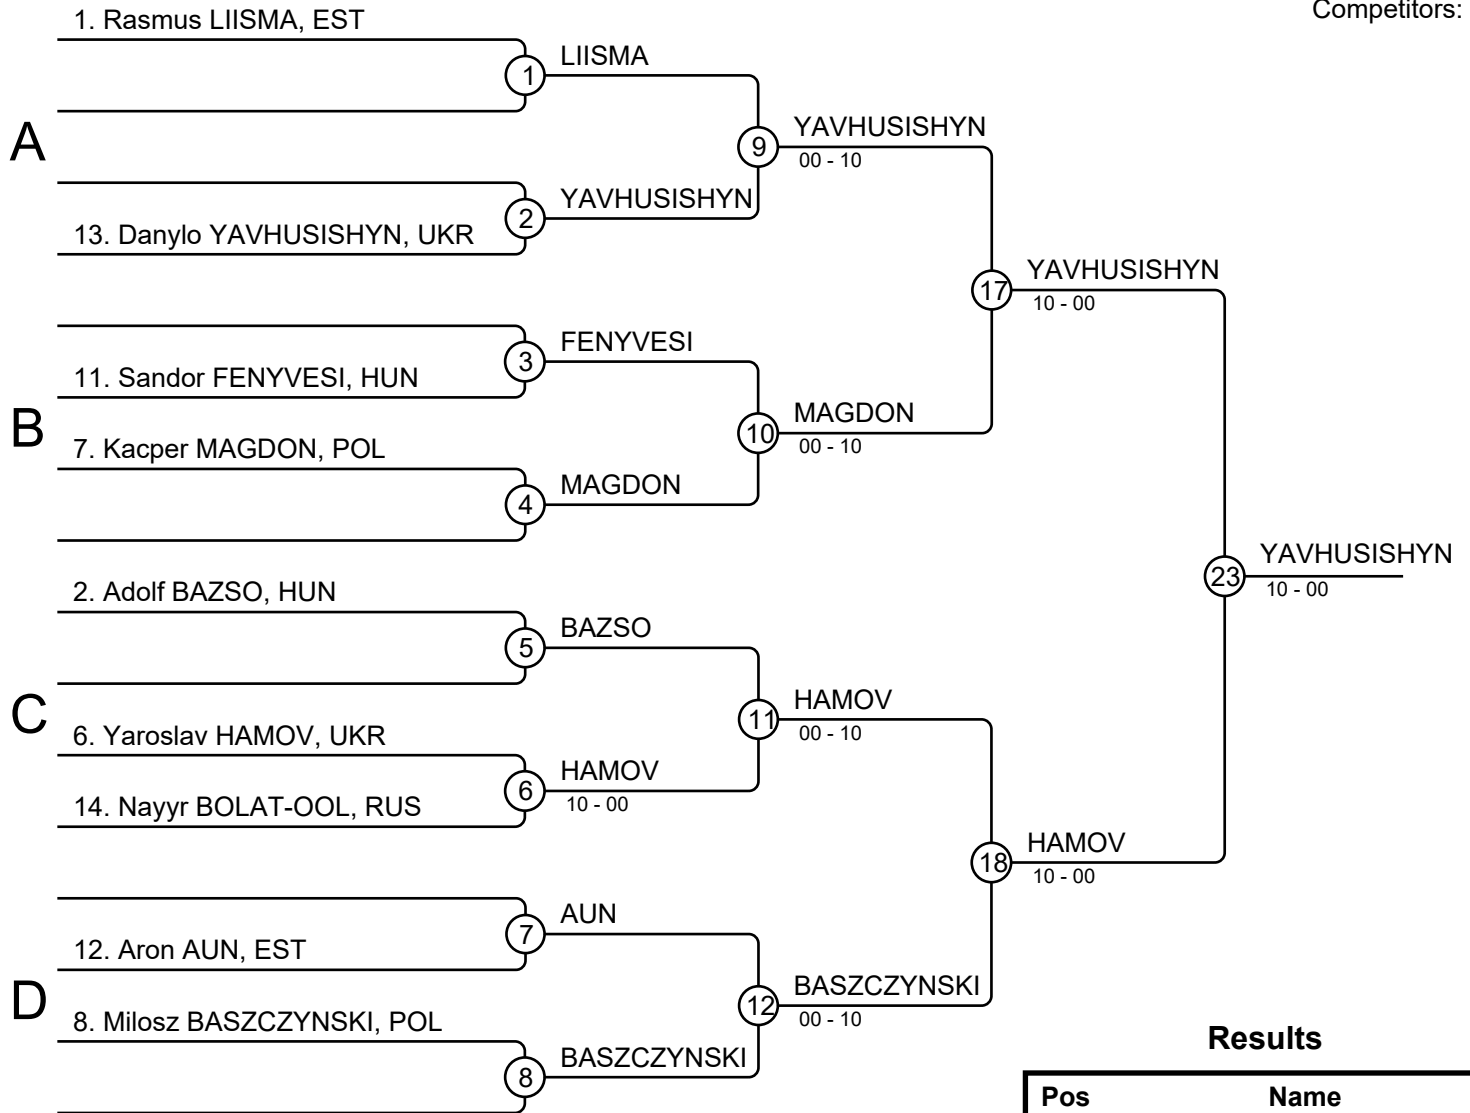 Competitors:
1. Rasmus LIISMA, EST
1
LIISMA
A
9
YAVHUSISHYN
00 - 10
2
YAVHUSISHYN
13. Danylo YAVHUSISHYN, UKR
17
YAVHUSISHYN
10 - 00
3
FENYVESI
11. Sandor FENYVESI, HUN
B
10
MAGDON
00 - 10
7. Kacper MAGDON, POL
4
MAGDON
23
YAVHUSISHYN
10 - 00
2. Adolf BAZSO, HUN
5
BAZSO
C
11
HAMOV
00 - 10
6. Yaroslav HAMOV, UKR
6
HAMOV
10 - 00
14. Nayyr BOLAT-OOL, RUS
18
HAMOV
10 - 00
7
AUN
12. Aron AUN, EST
D
12
BASZCZYNSKI
00 - 10
8. Milosz BASZCZYNSKI, POL
8
BASZCZYNSKI
Results
Pos Name